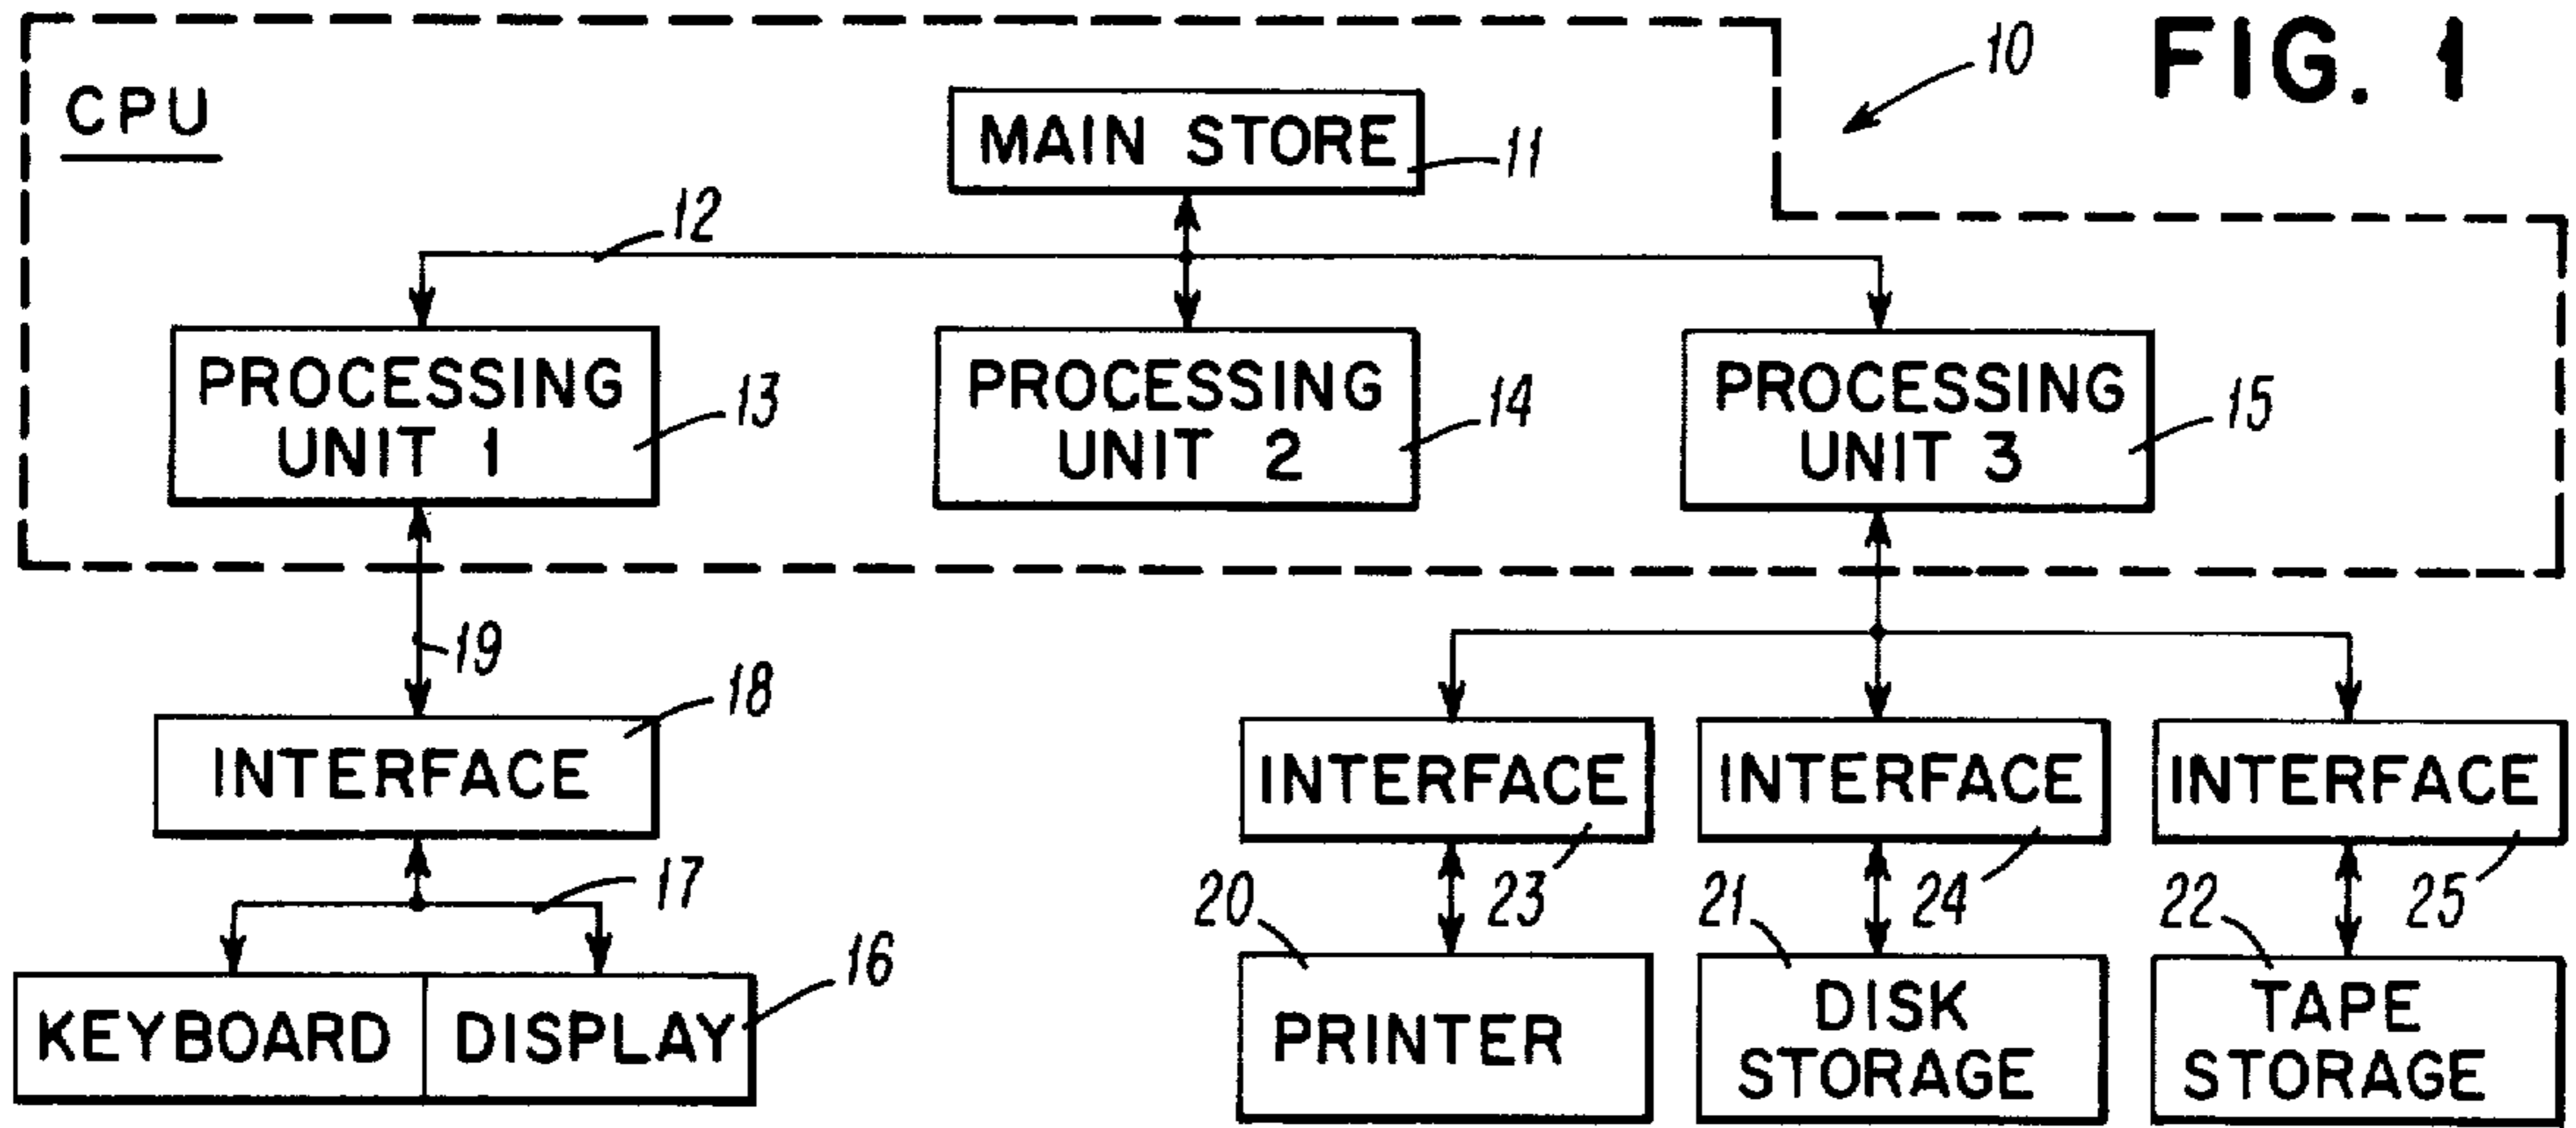 FIG. 1
10
CPU
MAIN STORE
11
12
PROCESSING
UNIT 1
13
PROCESSING
UNIT 2
14
PROCESSING
UNIT 3
15
19
INTERFACE
18
INTERFACE
23
INTERFACE
24
INTERFACE
25
17
KEYBOARD
DISPLAY
16
20
PRINTER
21
DISK
STORAGE
22
TAPE
STORAGE